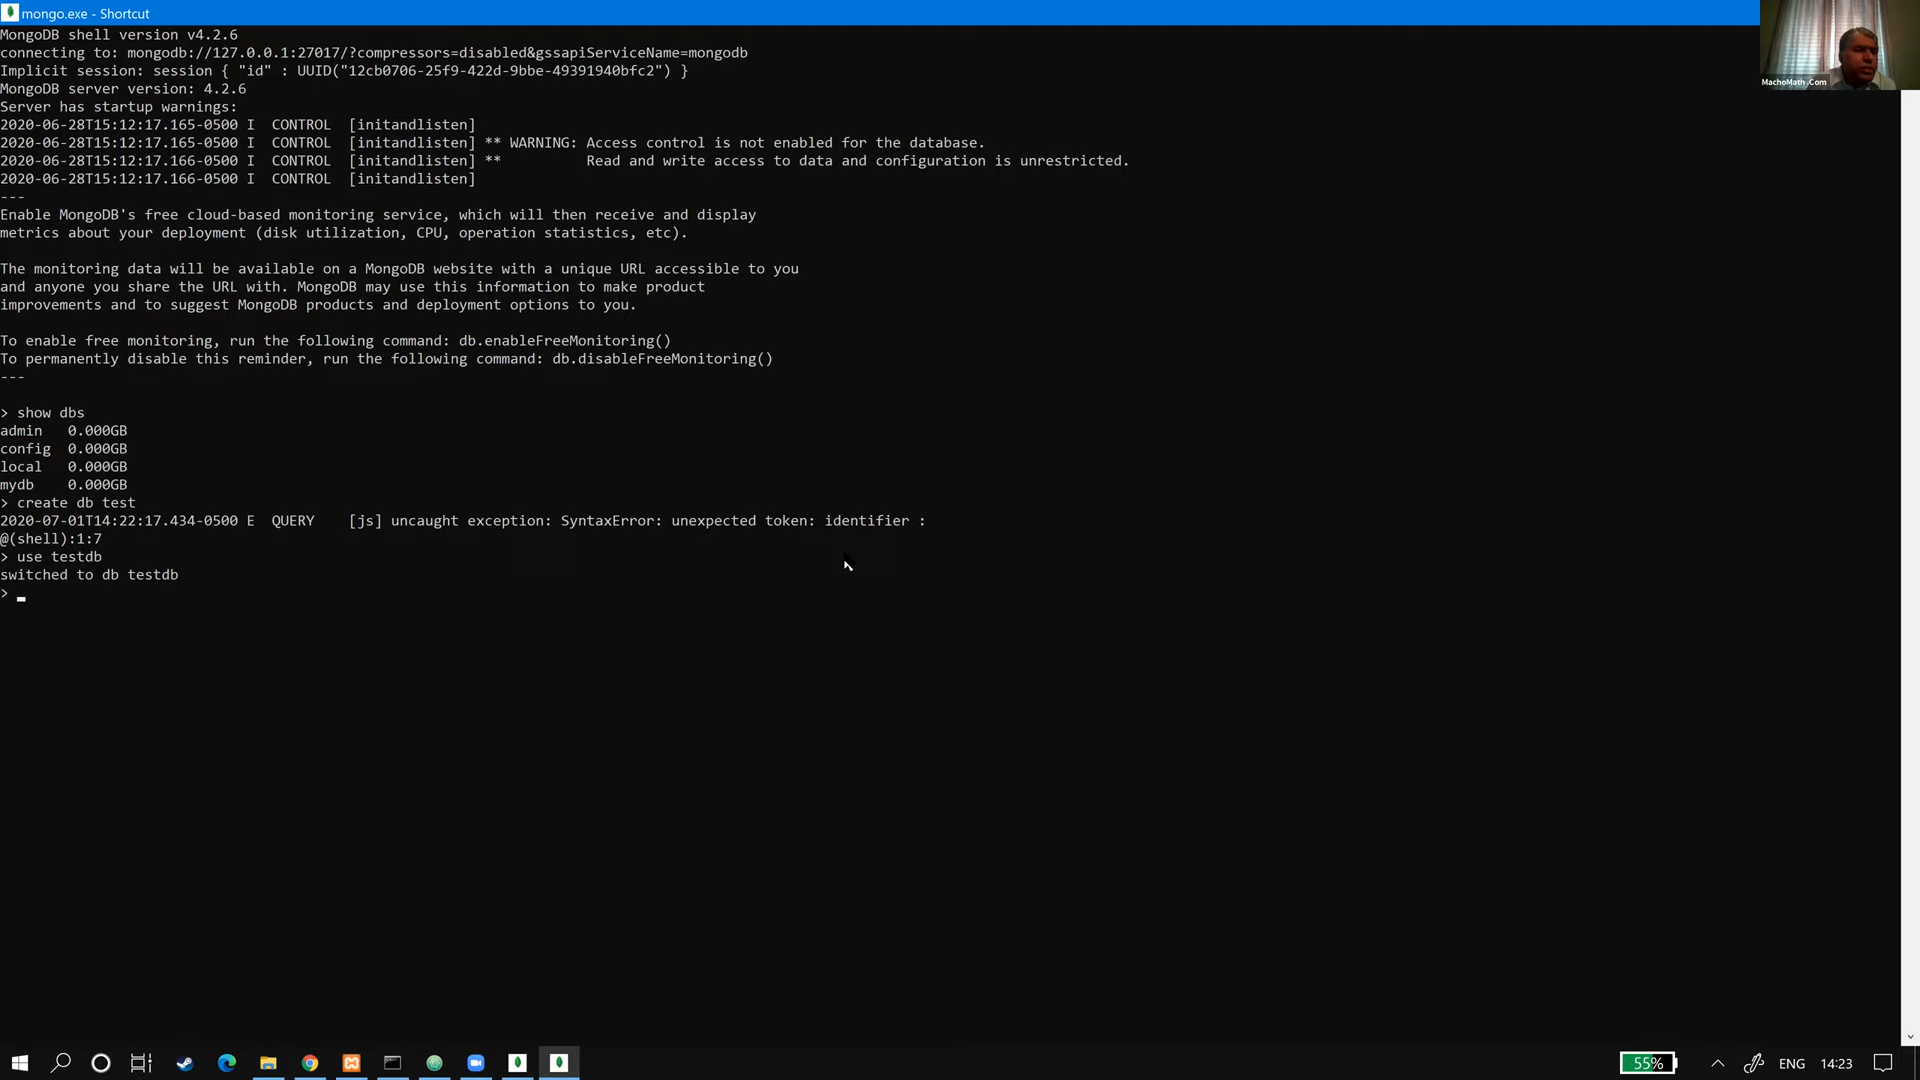 mongo.exe - Shortcut
MachoMath .Com
MongoDB shell version v4.2.6
connecting to: mongodb://127.0.0.1:27017/?compressors=disabled&gssapiServiceName=mongodb
Implicit session: session { "id" : UUID("12cb0706-25f9-422d-9bbe-49391940bfc2") }
MongoDB server version: 4.2.6
Server has startup warnings:
2020-06-28T15:12:17.165-0500 I  CONTROL  [initandlisten]
2020-06-28T15:12:17.165-0500 I  CONTROL  [initandlisten] ** WARNING: Access control is not enabled for the database.
2020-06-28T15:12:17.166-0500 I  CONTROL  [initandlisten] **          Read and write access to data and configuration is unrestricted.
2020-06-28T15:12:17.166-0500 I  CONTROL  [initandlisten]
---
Enable MongoDB's free cloud-based monitoring service, which will then receive and display
metrics about your deployment (disk utilization, CPU, operation statistics, etc).
The monitoring data will be available on a MongoDB website with a unique URL accessible to you
and anyone you share the URL with. MongoDB may use this information to make product
improvements and to suggest MongoDB products and deployment options to you.
To enable free monitoring, run the following command: db.enableFreeMonitoring()
To permanently disable this reminder, run the following command: db.disableFreeMonitoring()
---
> show dbs
admin   0.000GB
config  0.000GB
local   0.000GB
mydb    0.000GB
> create db test
2020-07-01T14:22:17.434-0500 E  QUERY    [js] uncaught exception: SyntaxError: unexpected token: identifier :
@(shell):1:7
> use testdb
switched to db testdb
>
55%
ENG
14:23